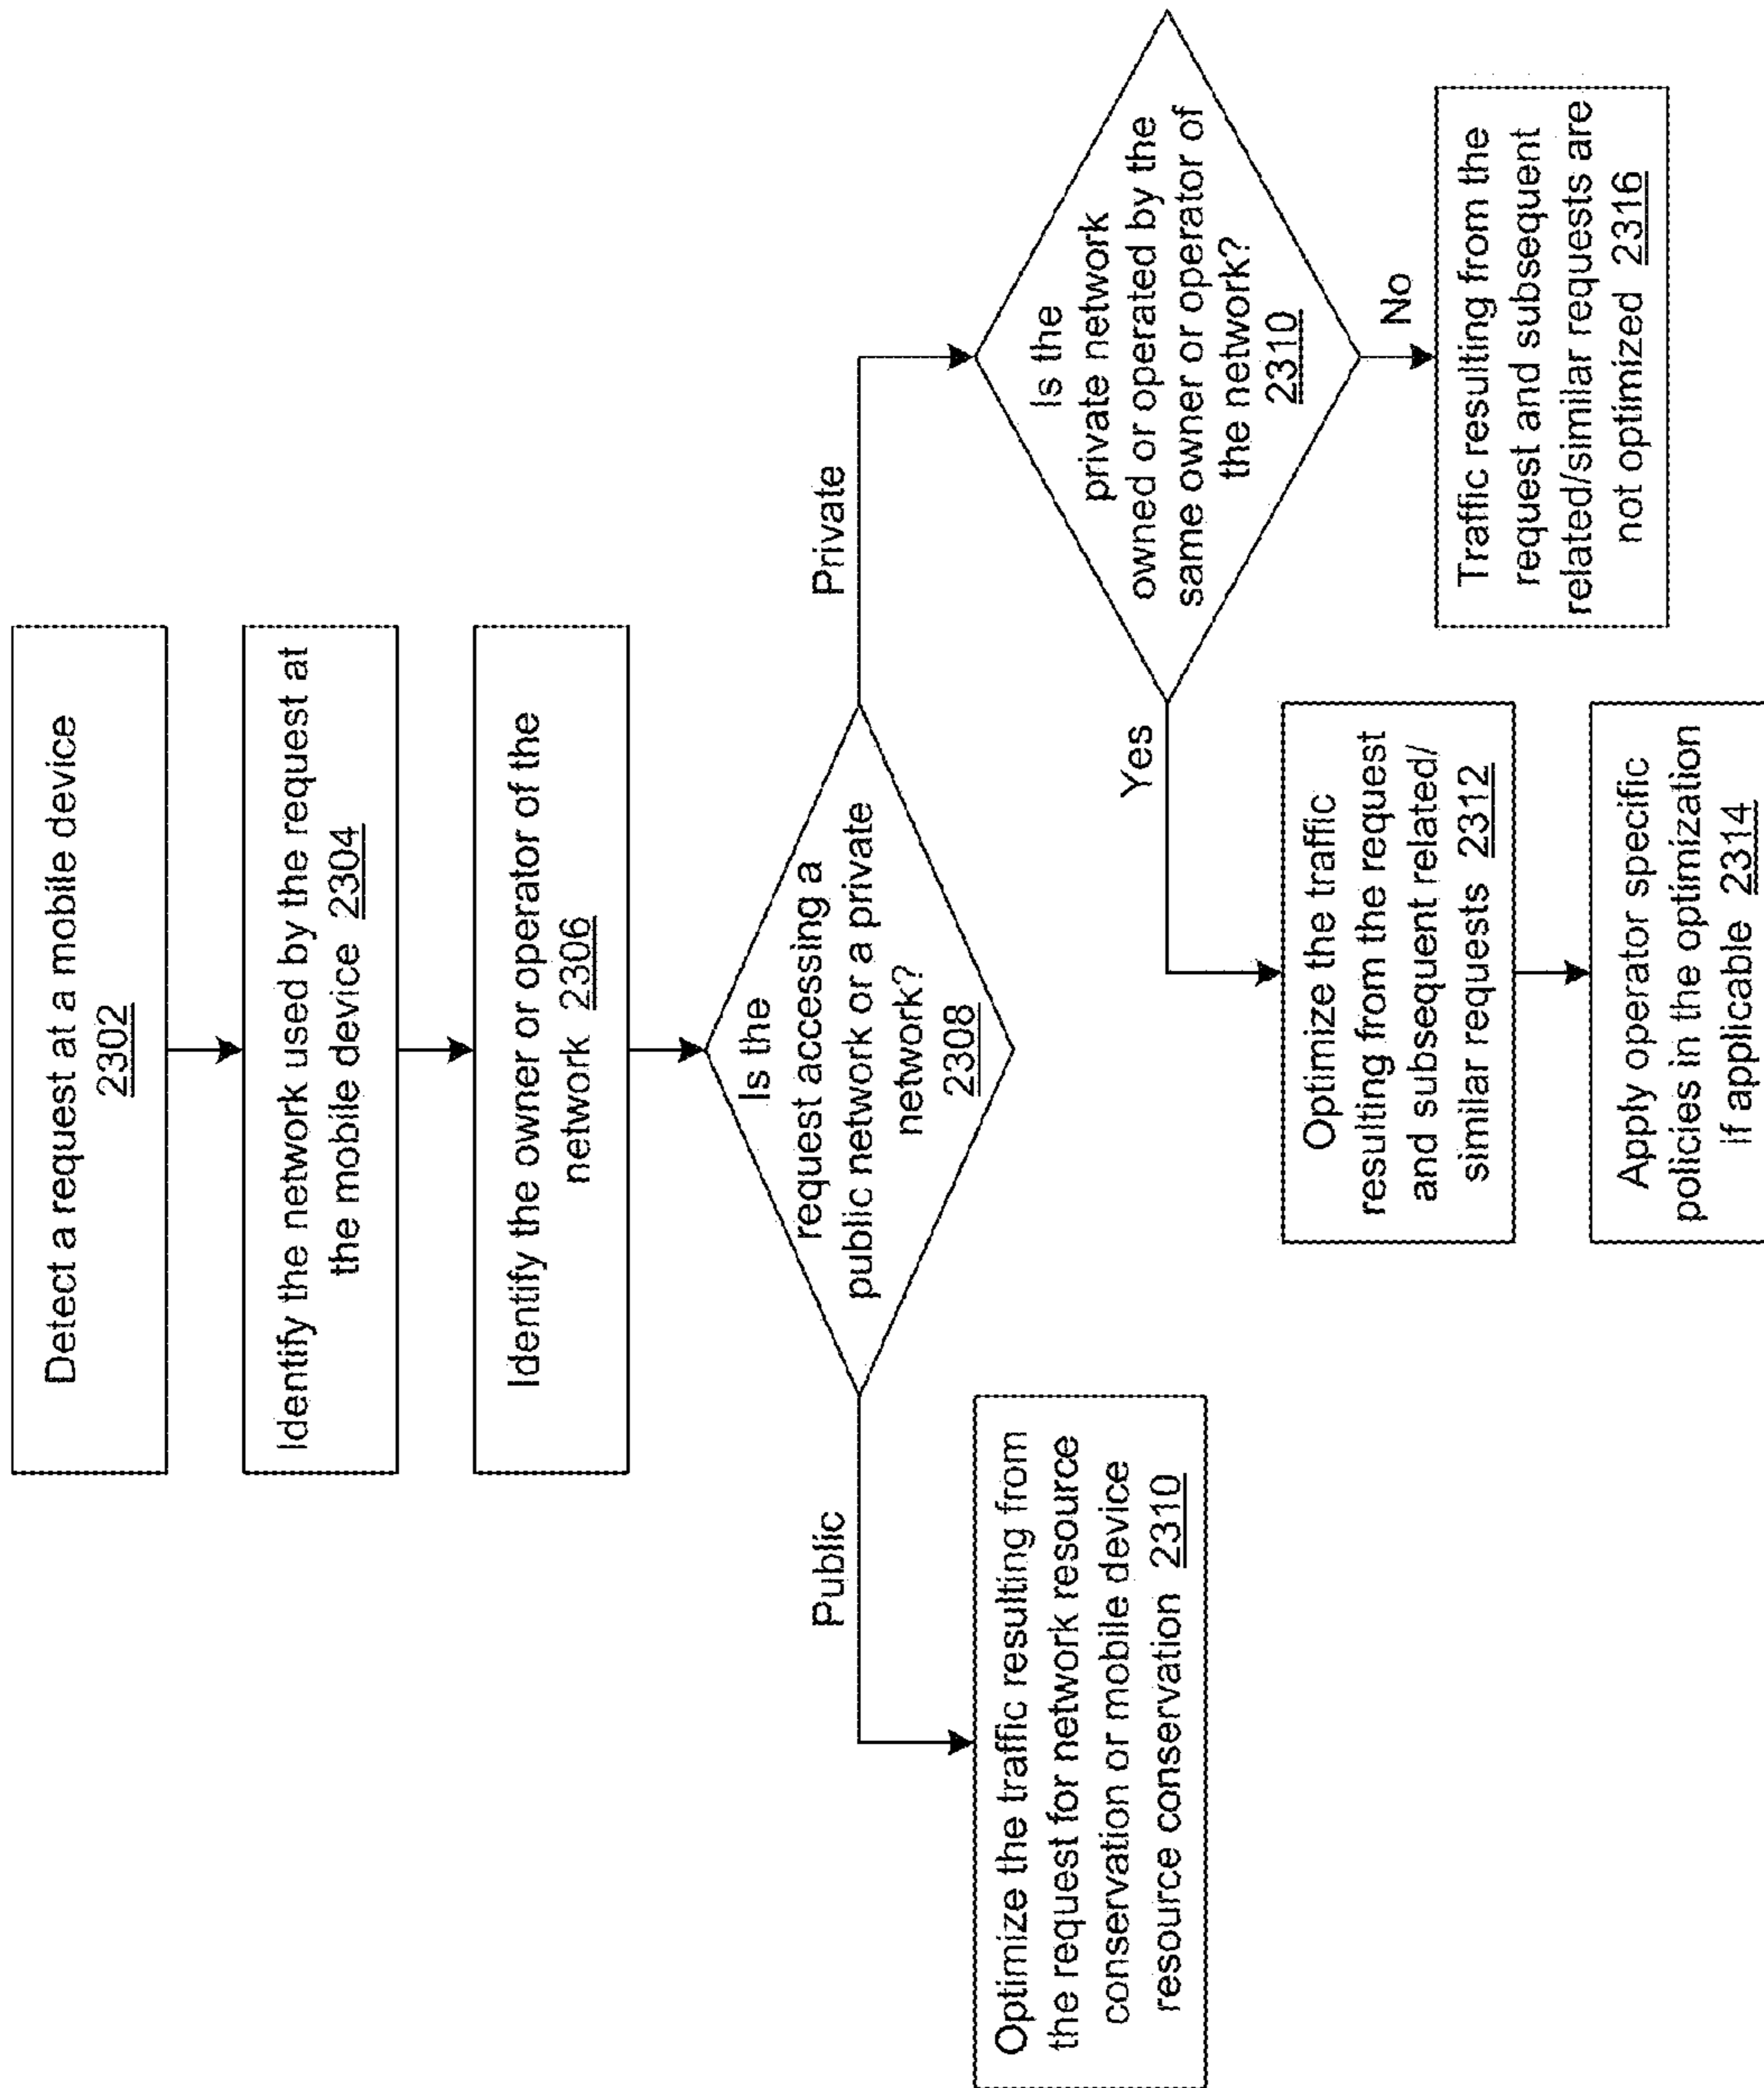 Detect a request at a mobile device
2302
Identify the network used by the request at
the mobile device 2304
Identify the owner or operator of the
network 2306
Is the
request accessing a
public network or a private
network?
2308
Public
Private
Optimize the traffic resulting from
the request for network resource
conservation or mobile device
resource conservation 2310
Is the
private network
owned or operated by the
same owner or operator of
the network?
2310
Yes
No
Optimize the traffic
resulting from the request
and subsequent related/
similar requests 2312
Apply operator specific
policies in the optimization
if applicable 2314
Traffic resulting from the
request and subsequent
related/similar requests are
not optimized 2316